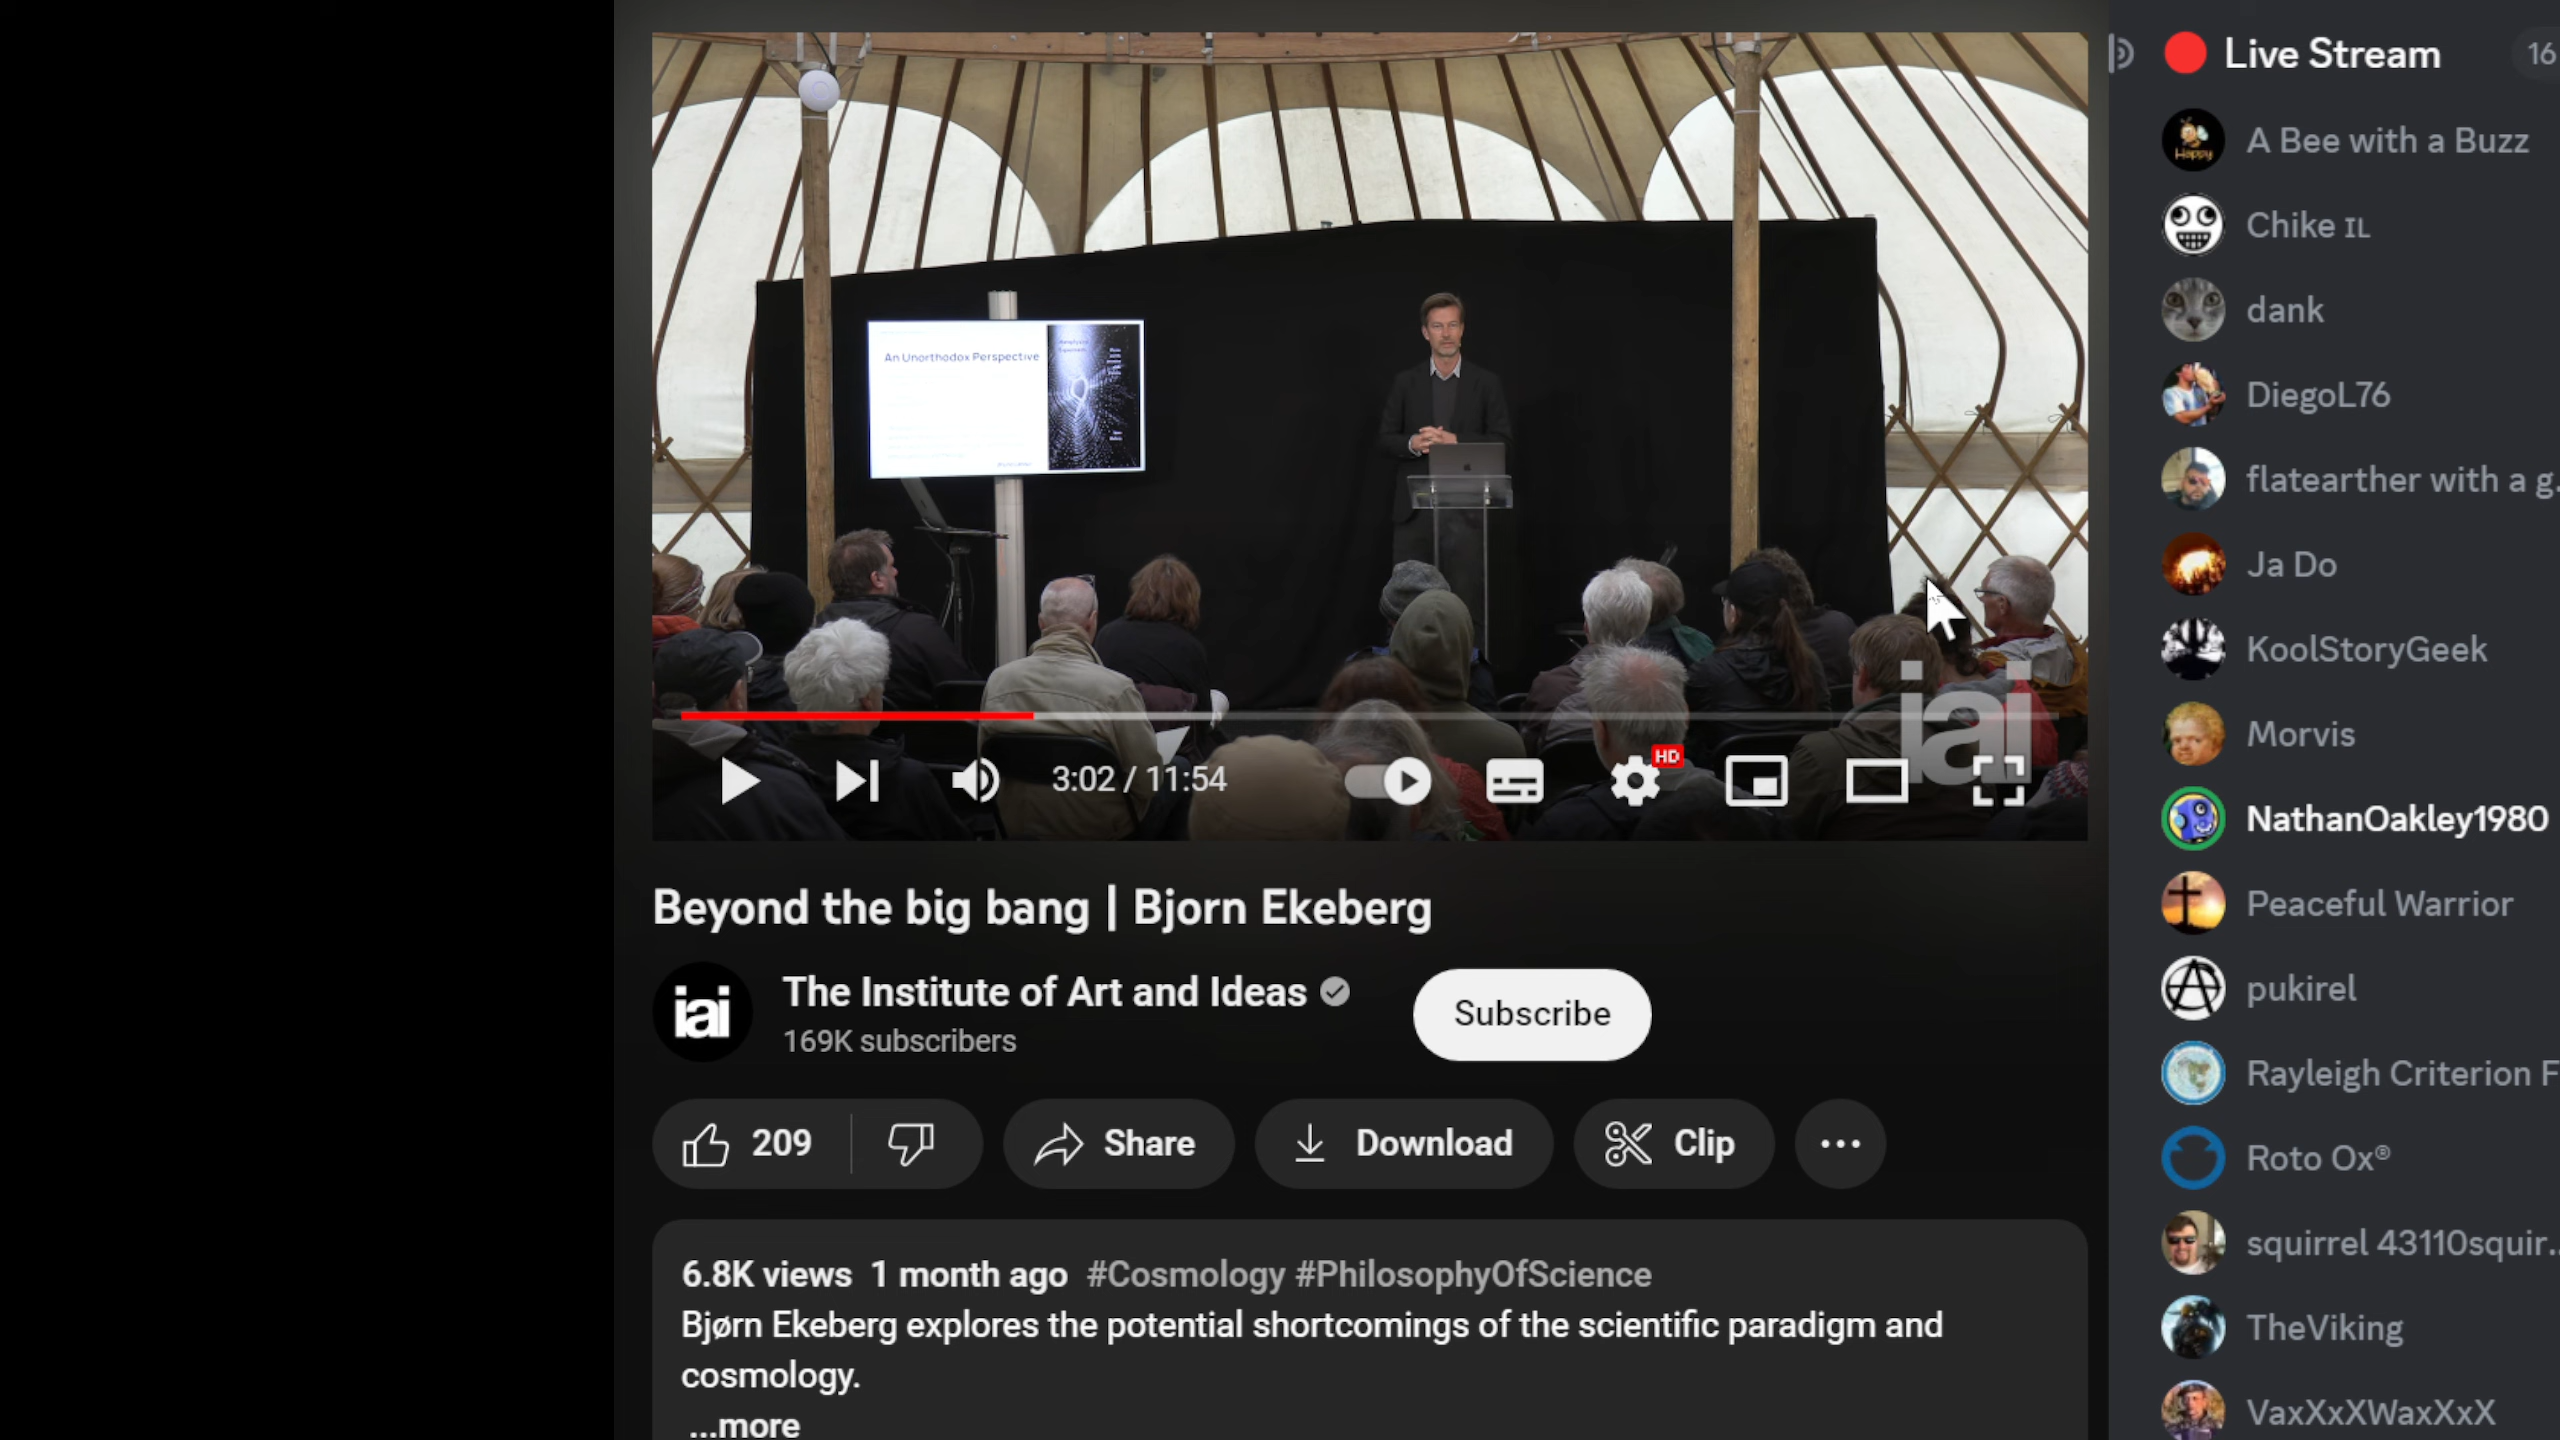 An Unorthodox Perspective
iai
HD
3:02 / 11:54
Beyond the big bang | Bjorn Ekeberg
iai
The Institute of Art and Ideas
169K subscribers
Subscribe
209
Share
Download
Clip
6.8K views 1 month ago #Cosmology #PhilosophyOfScience
Bjørn Ekeberg explores the potential shortcomings of the scientific paradigm and
cosmology.
...more
Live Stream
16
Happy
A Bee with a Buzz
Chike IL
dank
DiegoL76
flatearther with a g.
Ja Do
KoolStoryGeek
Morvis
NathanOakley1980
Peaceful Warrior
pukirel
Rayleigh Criterion F
Roto Ox®
squirrel 43110squir..
TheViking
VaxXxXWaxXxX